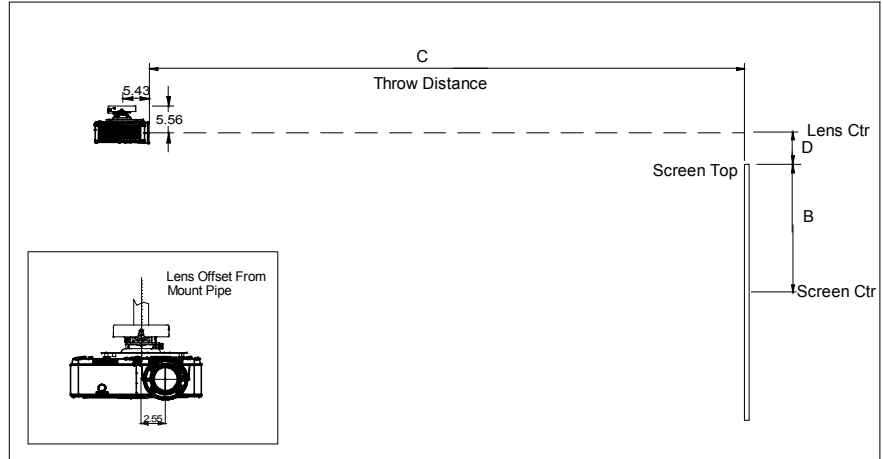 C
Throw Distance
5.43
5.56
Lens Ctr
D
Screen Top
B
Screen Ctr
Lens Offset From
Mount Pipe
2.55